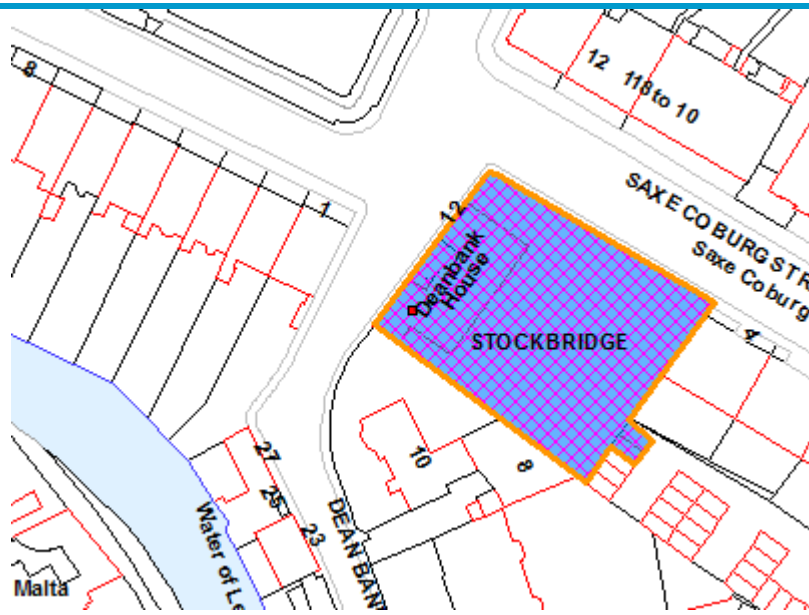 8
12
118 to 10
1
12
SAXE COBURG STR
Saxe Coburg
Deanbank
House
STOCKBRIDGE
4
10
8
27
25
23
DEAN BANK
Water of Le
Malta